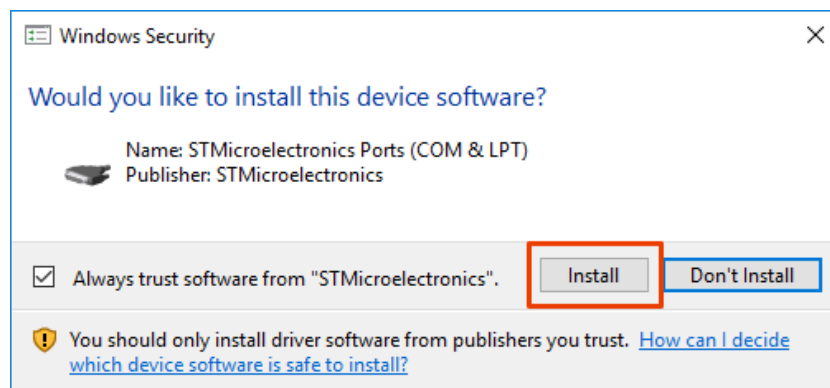 Windows Security
Would you like to install this device software?
Name: STMicroelectronics Ports (COM & LPT)
Publisher: STMicroelectronics
Always trust software from "STMicroelectronics".
Install
Don't Install
You should only install driver software from publishers you trust. How can I decide
which device software is safe to install?